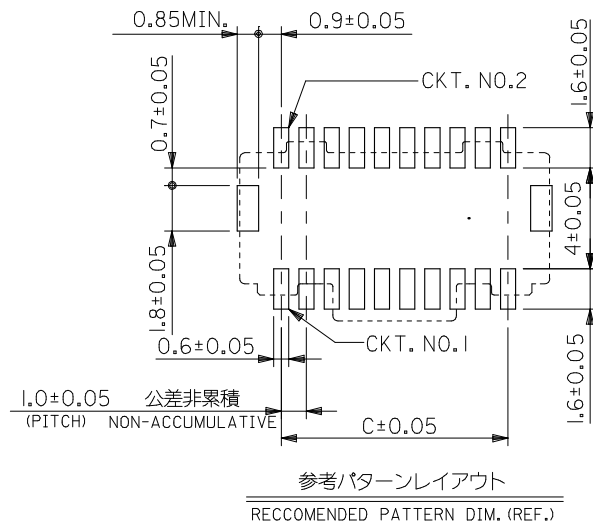 0.85MIN.
0.9±0.05
CKT. NO.2
1.6±0.05
0.7±0.05
4±0.05
1.8±0.05
0.6±0.05
CKT. NO.1
1.6±0.05
1.0±0.05 公差非累積
(PITCH) NON-ACCUMULATIVE
C±0.05
参考パターンレイアウト
RECCOMENDED PATTERN DIM. (REF.)